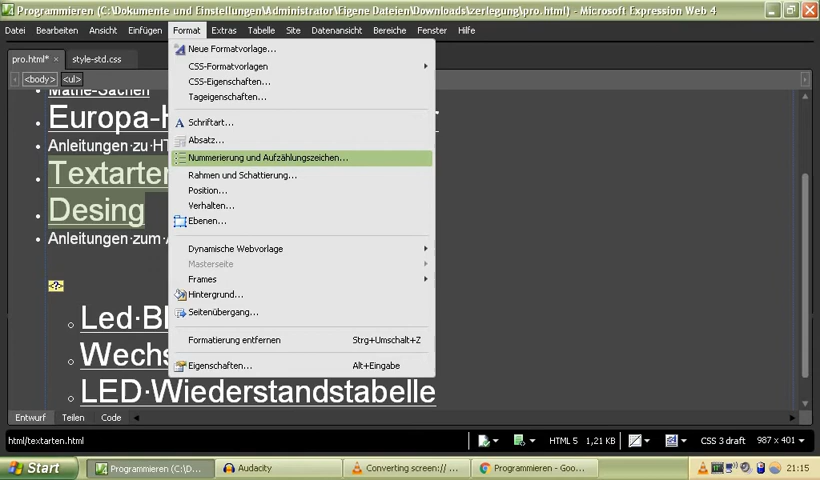 Programmieren (C:\Dokumente und Einstellungen\Administrator\Eigene Dateien\Downloads\zerlegung\pro.html) - Microsoft Expression Web 4
Datei Bearbeiten Ansicht Einfügen Format Extras Tabelle Site Datenansicht Bereiche Fenster Hilfe
pro.html* × style-std.css
<body> <ul>
Mathe-Sachen
Europa-
Anleitungen·zu·HT
Textarten
Desing
Anleitungen·zum·
Led·Bl
Wechs
LED·Wiederstandstabelle
Neue Formatvorlage...
CSS-Formatvorlagen
CSS-Eigenschaften...
Tageigenschaften...
Schriftart...
Absatz...
Nummerierung und Aufzählungszeichen...
Rahmen und Schattierung...
Position...
Verhalten...
Ebenen...
Dynamische Webvorlage
Masterseite
Frames
Hintergrund...
Seitenübergang...
Formatierung entfernen Strg+Umschalt+Z
Eigenschaften... Alt+Eingabe
Entwurf Teilen Code
html/textarten.html HTML 5 1,21 KB CSS 3 draft 987 x 401
Start Programmieren (C:\D... Audacity Converting screen:// ... Programmieren - Goo... 21:15